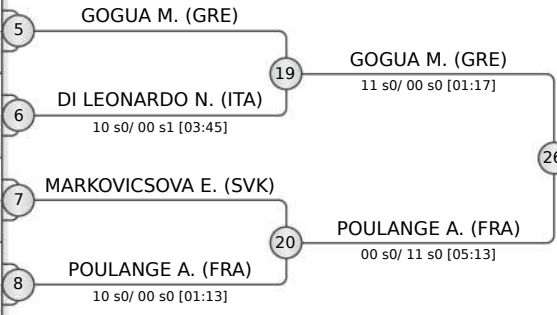 GOGUA M. (GRE)
5
GOGUA M. (GRE)
19
11 s0/ 00 s0 [01:17]
DI LEONARDO N. (ITA)
6
10 s0/ 00 s1 [03:45]
26
MARKOVICSOVA E. (SVK)
7
POULANGE A. (FRA)
20
00 s0/ 11 s0 [05:13]
POULANGE A. (FRA)
8
10 s0/ 00 s0 [01:13]